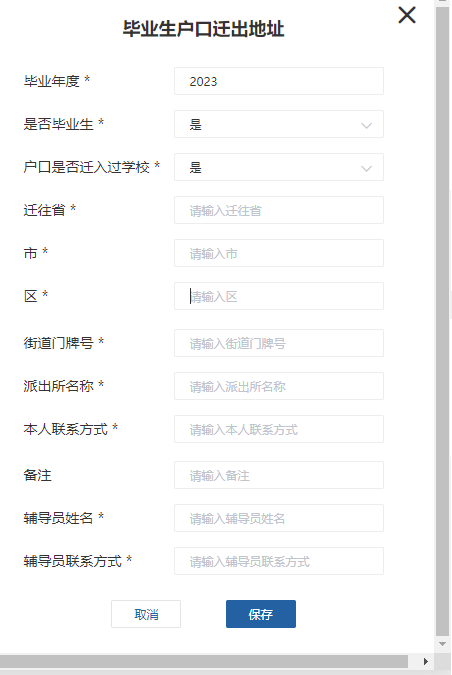 毕业生户口迁出地址
毕业年度 * 2023
是否毕业生 * 是
户口是否迁入过学校 * 是
迁往省 * 请输入迁往省
市 * 请输入市
区 * 请输入区
街道门牌号 * 请输入街道门牌号
派出所名称 * 请输入派出所名称
本人联系方式 * 请输入本人联系方式
备注 请输入备注
辅导员姓名 * 请输入辅导员姓名
辅导员联系方式 * 请输入辅导员联系方式
取消 保存